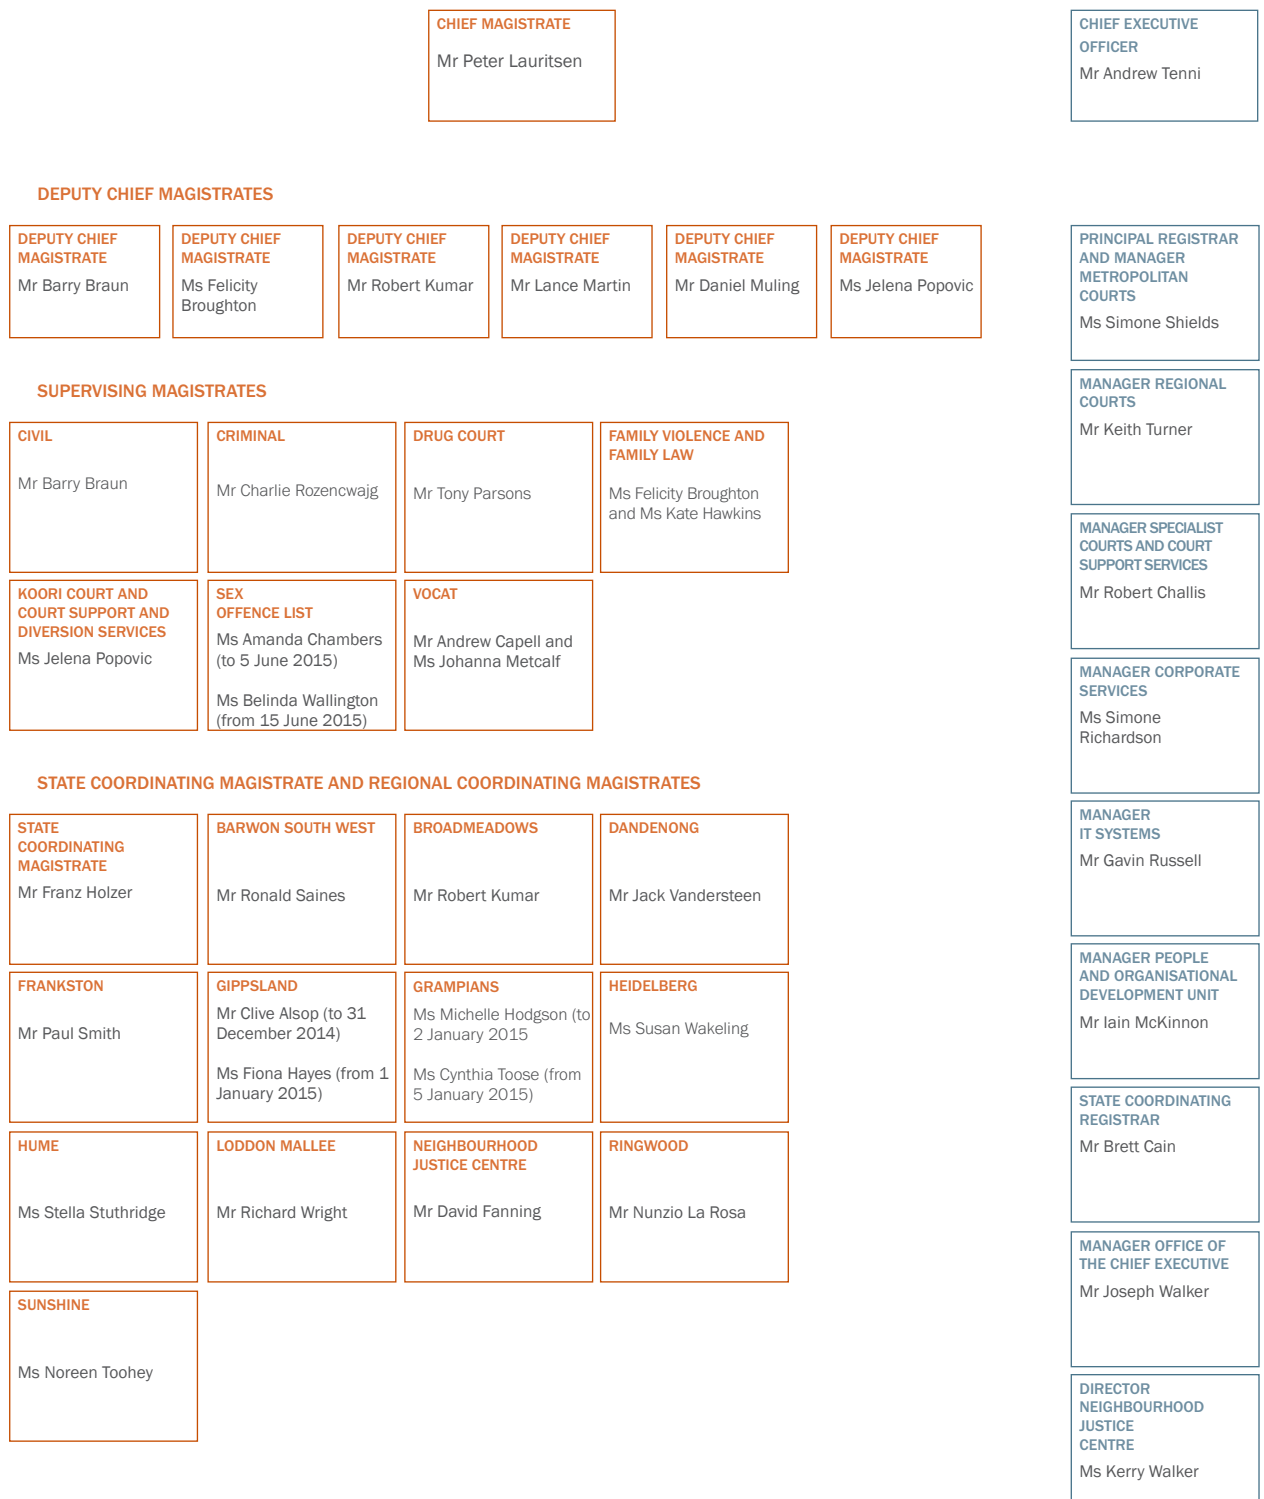 CHIEF MAGISTRATE
Mr Peter Lauritsen
CHIEF EXECUTIVE
OFFICER
Mr Andrew Tenni
DEPUTY CHIEF MAGISTRATES
DEPUTY CHIEF
MAGISTRATE
Mr Barry Braun
DEPUTY CHIEF
MAGISTRATE
Ms Felicity
Broughton
DEPUTY CHIEF
MAGISTRATE
Mr Robert Kumar
DEPUTY CHIEF
MAGISTRATE
Mr Lance Martin
DEPUTY CHIEF
MAGISTRATE
Mr Daniel Muling
DEPUTY CHIEF
MAGISTRATE
Ms Jelena Popovic
SUPERVISING MAGISTRATES
CIVIL
Mr Barry Braun
CRIMINAL
Mr Charlie Rozencwajg
DRUG COURT
Mr Tony Parsons
FAMILY VIOLENCE AND
FAMILY LAW
Ms Felicity Broughton
and Ms Kate Hawkins
KOORI COURT AND
COURT SUPPORT AND
DIVERSION SERVICES
Ms Jelena Popovic
SEX
OFFENCE LIST
Ms Amanda Chambers
(to 5 June 2015)
Ms Belinda Wallington
(from 15 June 2015)
VOCAT
Mr Andrew Capell and
Ms Johanna Metcalf
STATE COORDINATING MAGISTRATE AND REGIONAL COORDINATING MAGISTRATES
STATE
COORDINATING
MAGISTRATE
Mr Franz Holzer
BARWON SOUTH WEST
Mr Ronald Saines
BROADMEADOWS
Mr Robert Kumar
DANDENONG
Mr Jack Vandersteen
FRANKSTON
Mr Paul Smith
GIPPSLAND
Mr Clive Alsop (to 31
December 2014)
Ms Fiona Hayes (from 1
January 2015)
GRAMPIANS
Ms Michelle Hodgson (to
2 January 2015
Ms Cynthia Toose (from
5 January 2015)
HEIDELBERG
Ms Susan Wakeling
HUME
Ms Stella Stuthridge
LODDON MALLEE
Mr Richard Wright
NEIGHBOURHOOD
JUSTICE CENTRE
Mr David Fanning
RINGWOOD
Mr Nunzio La Rosa
SUNSHINE
Ms Noreen Toohey
PRINCIPAL REGISTRAR
AND MANAGER
METROPOLITAN
COURTS
Ms Simone Shields
MANAGER REGIONAL
COURTS
Mr Keith Turner
MANAGER SPECIALIST
COURTS AND COURT
SUPPORT SERVICES
Mr Robert Challis
MANAGER CORPORATE
SERVICES
Ms Simone
Richardson
MANAGER
IT SYSTEMS
Mr Gavin Russell
MANAGER PEOPLE
AND ORGANISATIONAL
DEVELOPMENT UNIT
Mr Iain McKinnon
STATE COORDINATING
REGISTRAR
Mr Brett Cain
MANAGER OFFICE OF
THE CHIEF EXECUTIVE
Mr Joseph Walker
DIRECTOR
NEIGHBOURHOOD
JUSTICE
CENTRE
Ms Kerry Walker